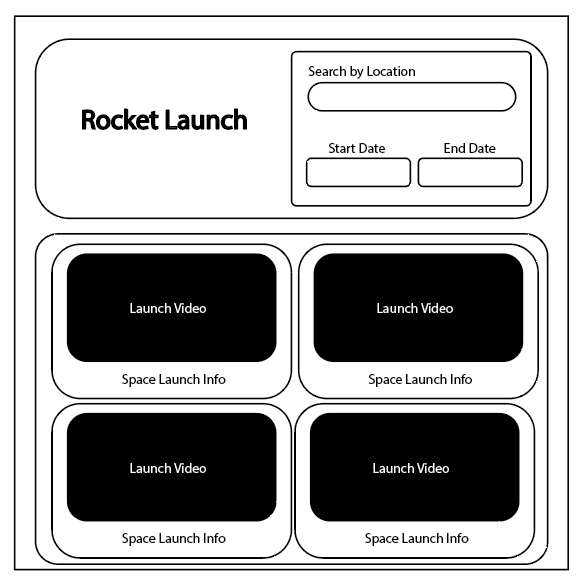 Rocket Launch
Search by Location
Start Date
End Date
Launch Video
Space Launch Info
Launch Video
Space Launch Info
Launch Video
Space Launch Info
Launch Video
Space Launch Info